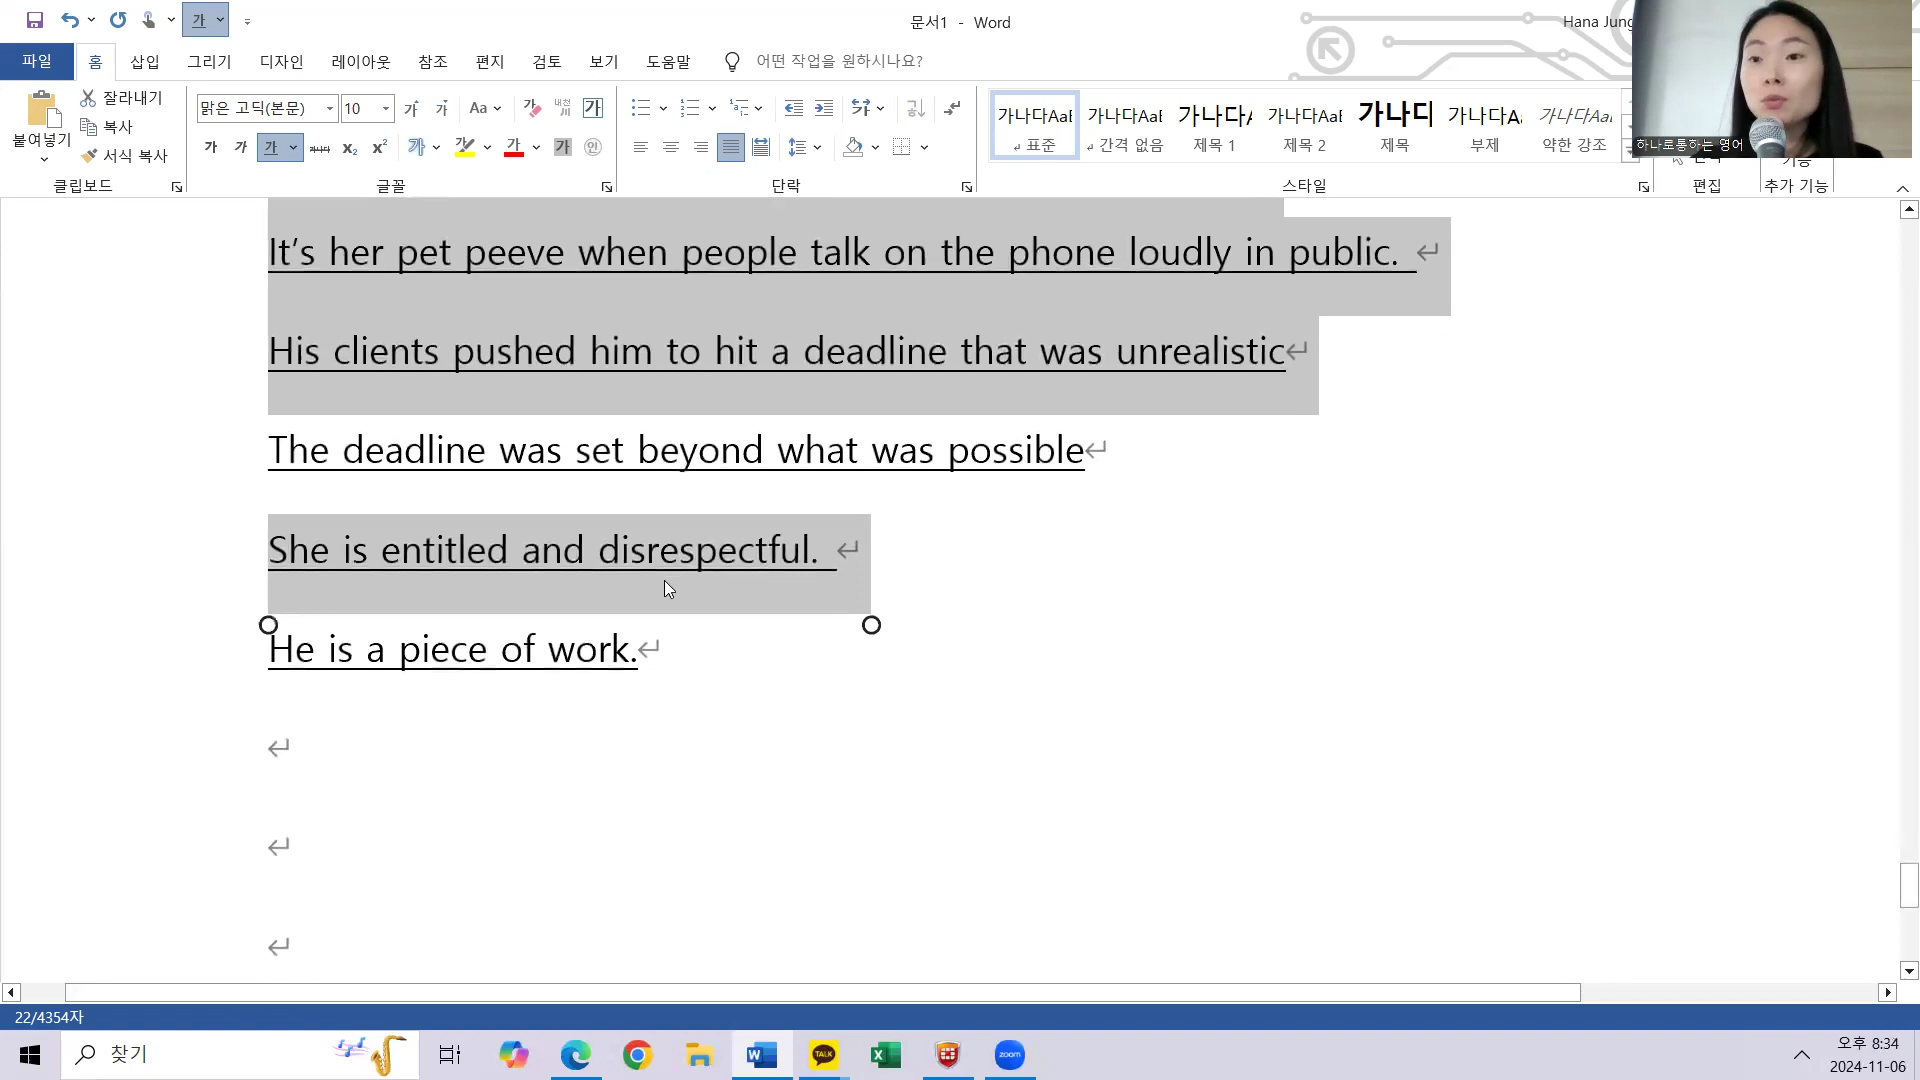 문서1 - Word
Hana Jung
파일 홈 삽입 그리기 디자인 레이아웃 참조 편지 검토 보기 도움말 어떤 작업을 원하시나요?
붙여넣기
잘라내기
복사
서식 복사
클립보드
맑은 고딕(본문) 10
글꼴
단락
가나다AaE 표준
가나다AaE 간격 없음
가나다 제목 1
가나다AaE 제목 2
가나다 제목
가나다A 부제
가나다Aa 약한 강조
스타일
편집
기능
추가 기능
하나로통하는 영어
It's her pet peeve when people talk on the phone loudly in public.
His clients pushed him to hit a deadline that was unrealistic
The deadline was set beyond what was possible
She is entitled and disrespectful.
He is a piece of work.
22/4354자
찾기
TALK
zoom
오후 8:34
2024-11-06